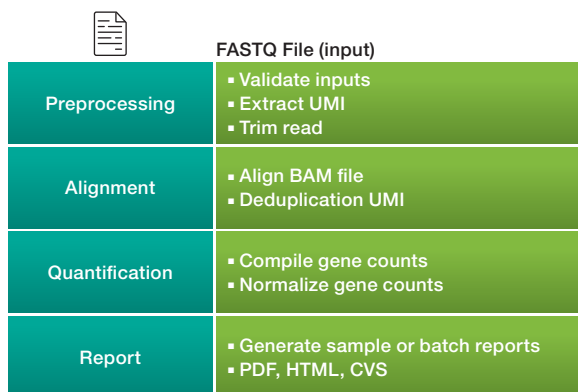 FASTQ File (input)
Preprocessing
▪ Validate inputs
▪ Extract UMI
▪ Trim read
Alignment
▪ Align BAM file
▪ Deduplication UMI
Quantification
▪ Compile gene counts
▪ Normalize gene counts
Report
▪ Generate sample or batch reports
▪ PDF, HTML, CVS